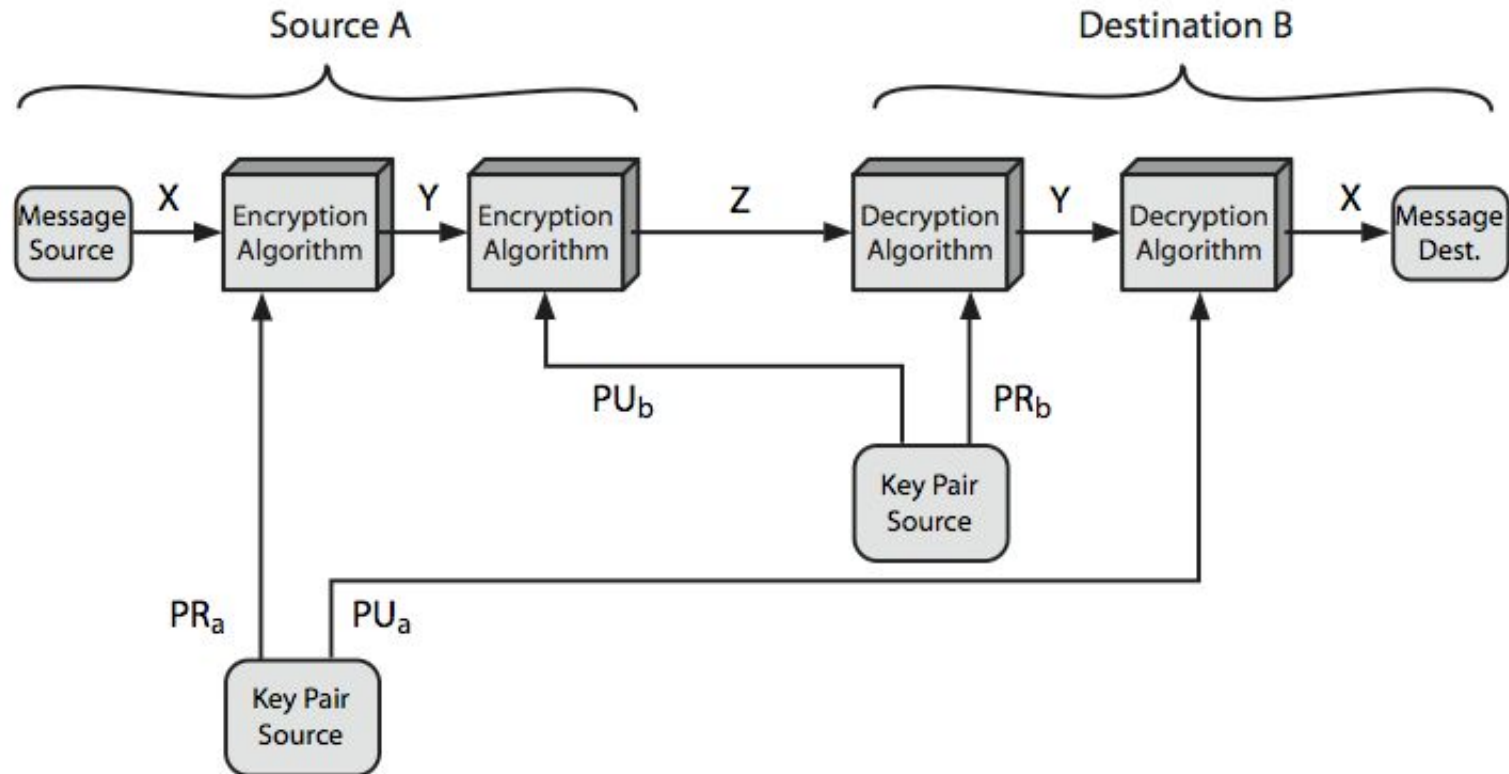 Source A
Destination B
Message
Source
X
Encryption
Algorithm
Y
Encryption
Algorithm
Z
Decryption
Algorithm
Y
Decryption
Algorithm
X
Message
Dest.
PUb
PRb
Key Pair
Source
PRa
PUa
Key Pair
Source